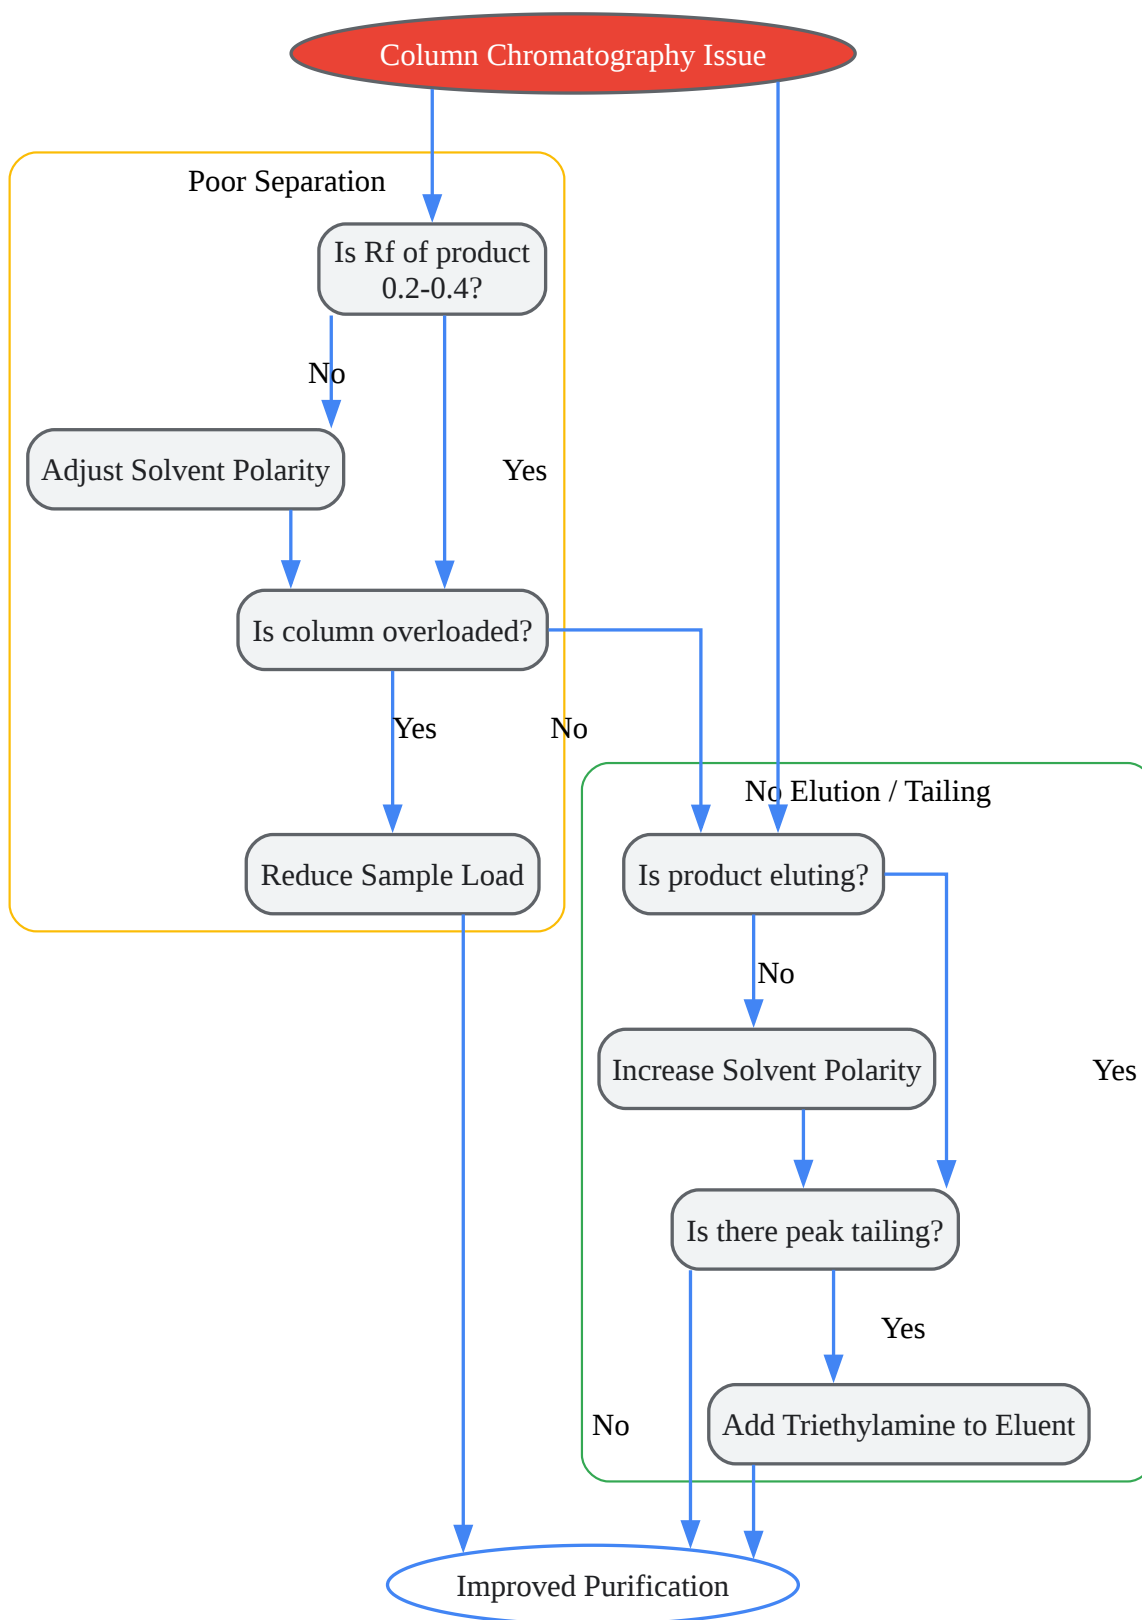 Column Chromatography Issue
Poor Separation
Is Rf of product
0.2-0.4?
No
Adjust Solvent Polarity
Yes
Is column overloaded?
Yes
No
No Elution / Tailing
Reduce Sample Load
Is product eluting?
No
Increase Solvent Polarity
Yes
Is there peak tailing?
Yes
No
Add Triethylamine to Eluent
Improved Purification